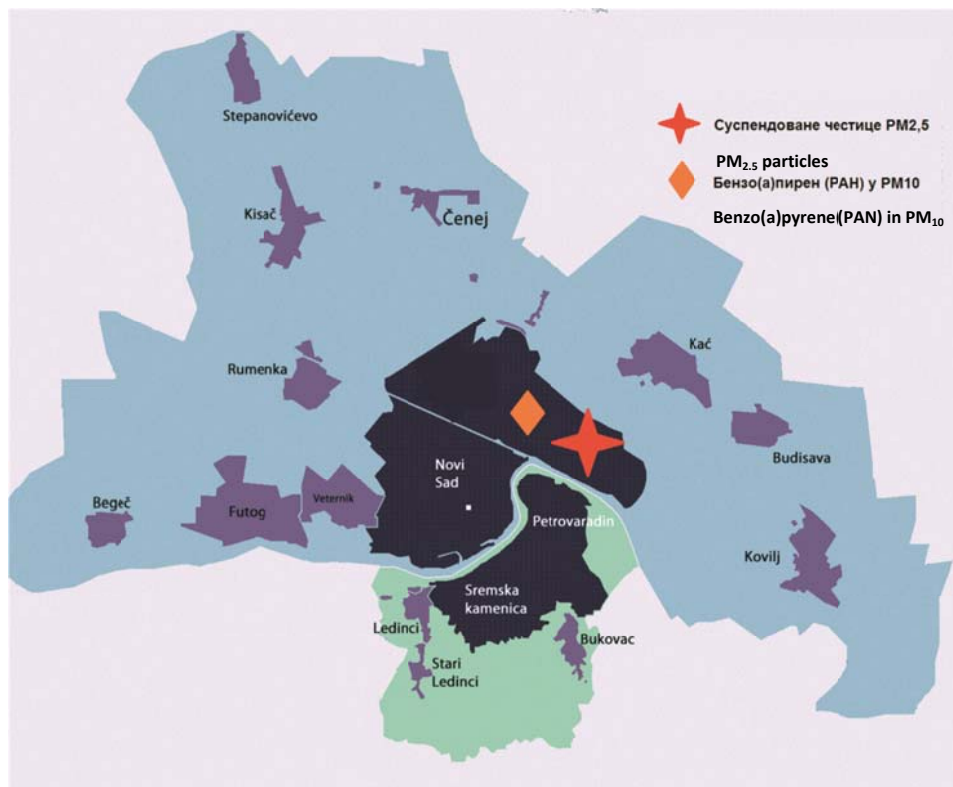 Stepanovićevo
Суспендоване честице PM2,5
PM2.5 particles
Бензо(а)пирен (PAH) у PM10
Benzo(a)pyrene(PAN) in PM10
Kisač
Čenej
Rumenka
Kać
Budisava
Novi
Sad
Begeč
Futog
Veternik
Petrovaradin
Kovilj
Sremska
kamenica
Ledinci
Bukovac
Stari
Ledinci